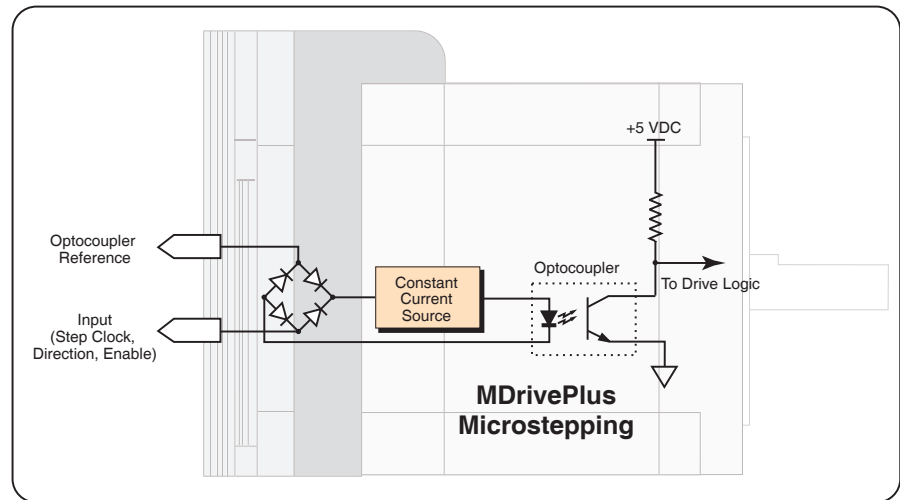 +5 VDC
Optocoupler
Reference
Optocoupler
To Drive Logic
Constant
Current
Source
Input
(Step Clock,
Direction, Enable)
MDrivePlus
Microstepping